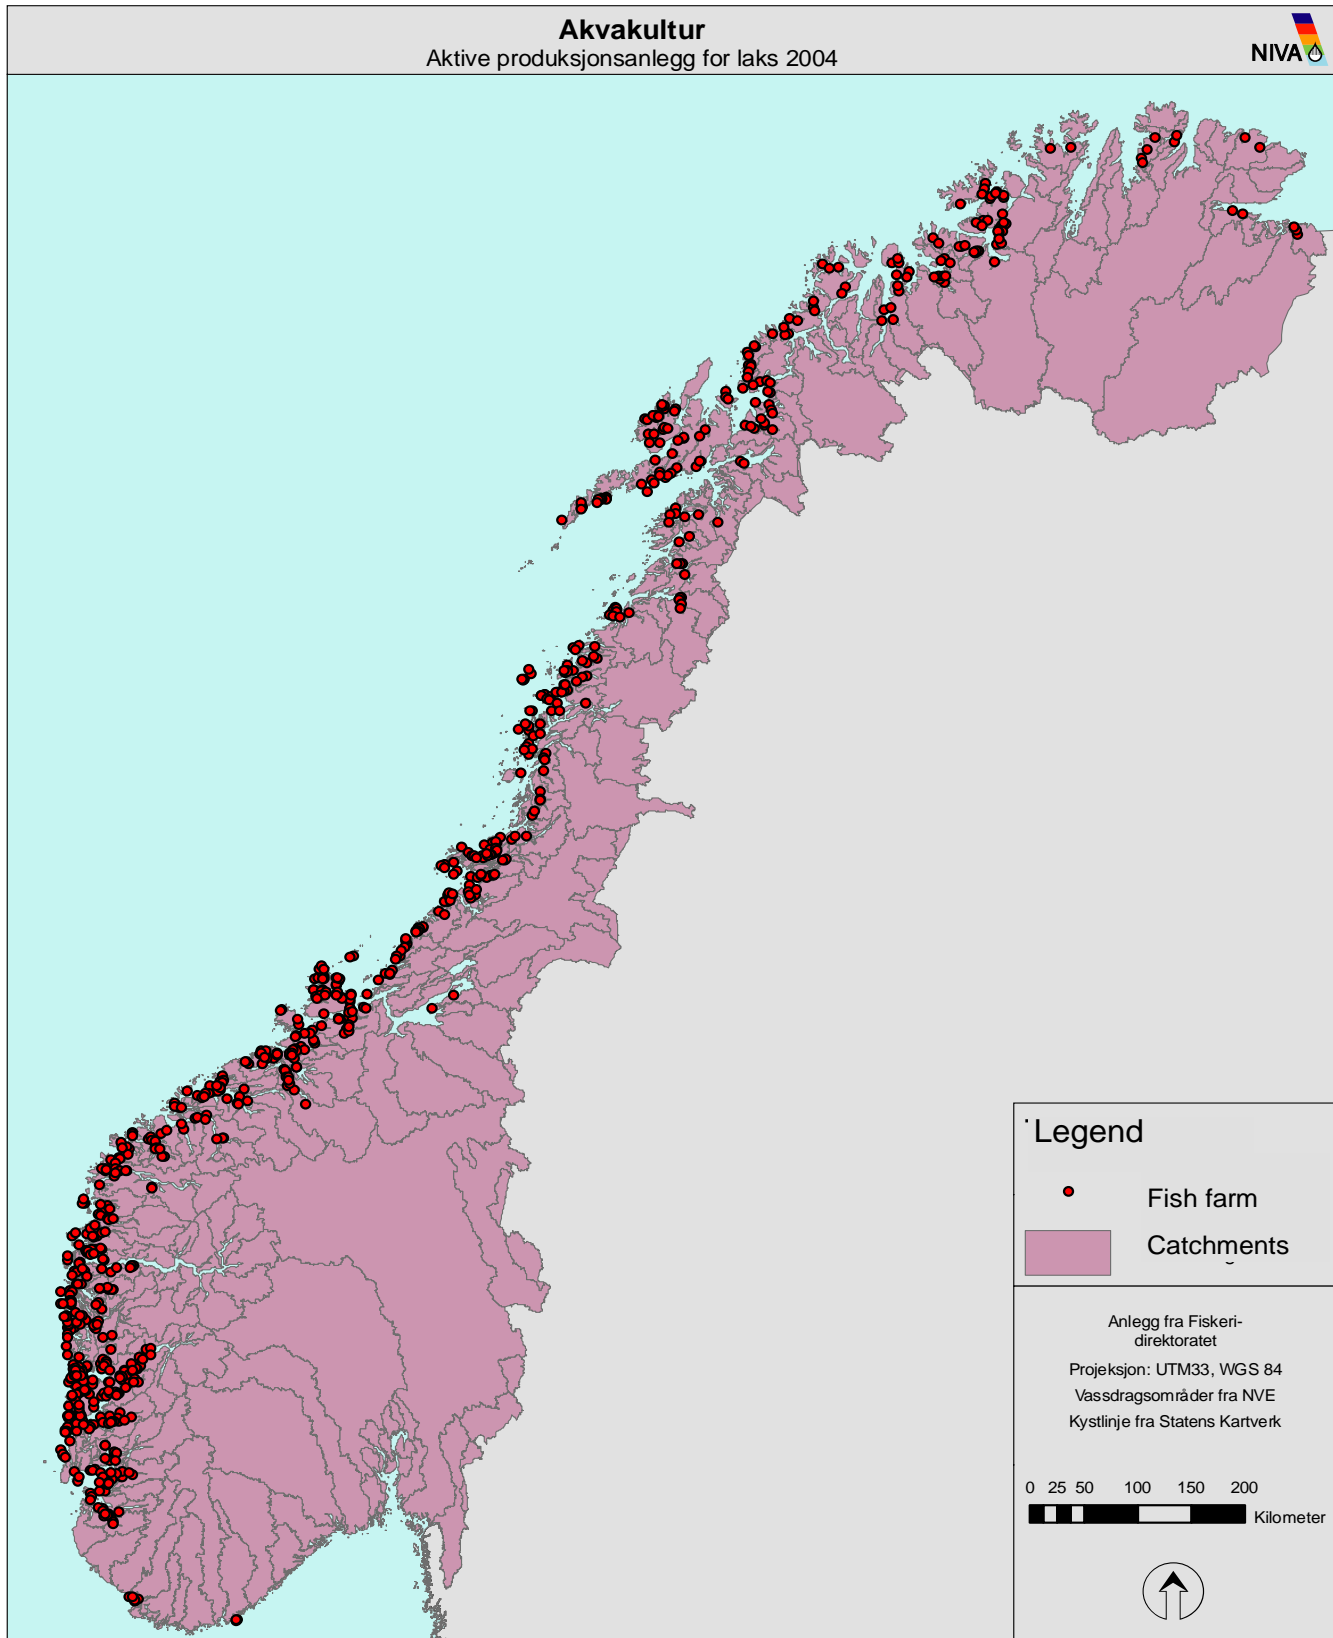 Akvakultur
Aktive produksjonsanlegg for laks 2004
NIVA
Legend
Fish farm
Catchments
Anlegg fra Fiskeri-
direktoratet
Projeksjon: UTM33, WGS 84
Vassdragsområder fra NVE
Kystlinje fra Statens Kartverk
0 25 50 100 150 200
Kilometer